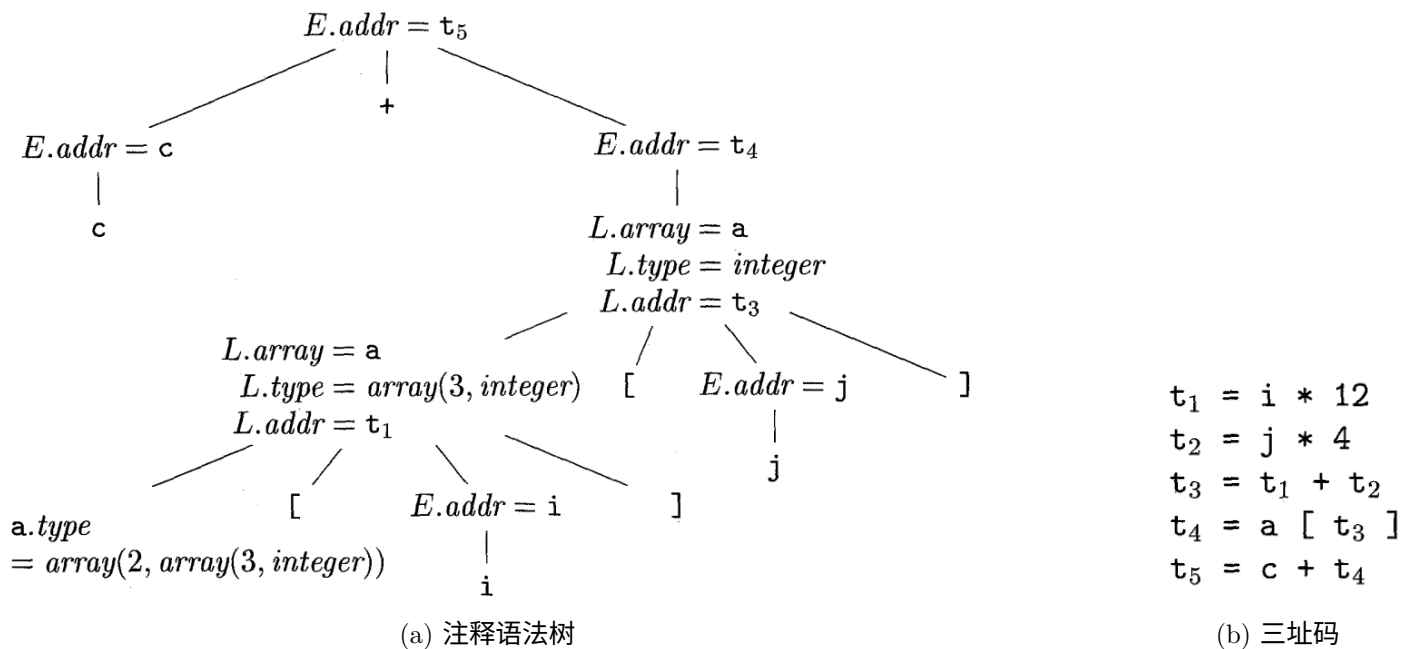 E.addr = t₅
+
E.addr = c
E.addr = t₄
c
L.array = a
L.type = integer
L.addr = t₃
L.array = a
L.type = array(3, integer)
L.addr = t₁
[
E.addr = j
]
j
a.type
= array(2, array(3, integer))
[
E.addr = i
]
i
(a) 注释语法树
t₁ = i * 12
t₂ = j * 4
t₃ = t₁ + t₂
t₄ = a [ t₃ ]
t₅ = c + t₄
(b) 三址码